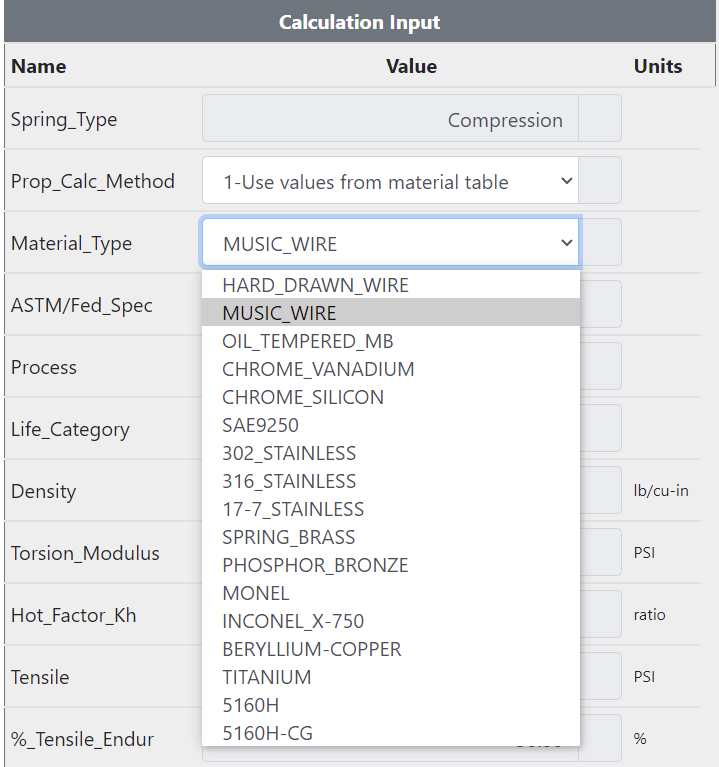 Calculation Input
Name Value Units
Spring_Type Compression
Prop_Calc_Method 1-Use values from material table
Material_Type MUSIC_WIRE
HARD_DRAWN_WIRE
ASTM/Fed_Spec MUSIC_WIRE
OIL_TEMPERED_MB
Process CHROME_VANADIUM
CHROME_SILICON
Life_Category SAE9250
302_STAINLESS
Density 316_STAINLESS lb/cu-in
17-7_STAINLESS
Torsion_Modulus SPRING_BRASS PSI
PHOSPHOR_BRONZE
MONEL
Hot_Factor_Kh INCONEL_X-750 ratio
BERYLLIUM-COPPER
Tensile TITANIUM PSI
5160H
%_Tensile_Endur 5160H-CG %